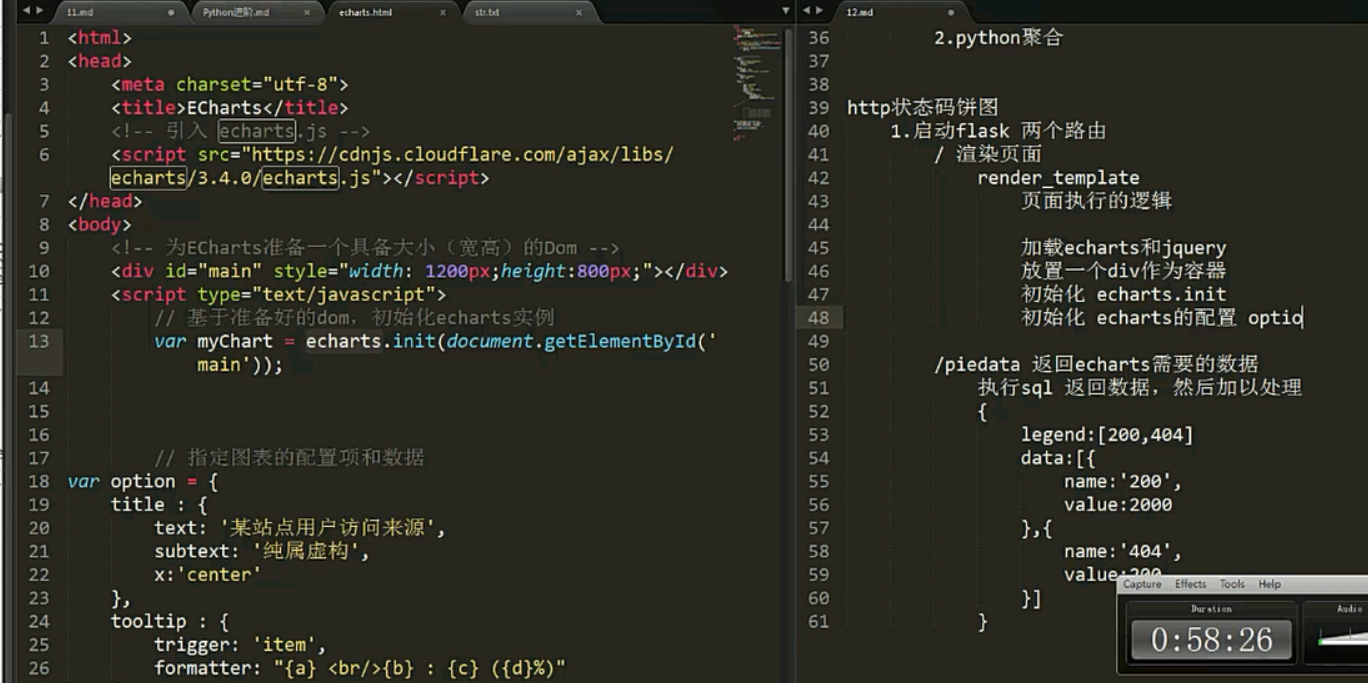 11.md
Python进阶.md
echarts.html
str.txt
1 <html>
2 <head>
3 <meta charset="utf-8">
4 <title>ECharts</title>
5 <!-- 引入 echarts.js -->
6 <script src="https://cdnjs.cloudflare.com/ajax/libs/
echarts/3.4.0/echarts.js"></script>
7 </head>
8 <body>
9 <!-- 为ECharts准备一个具备大小（宽高）的Dom -->
10 <div id="main" style="width: 1200px;height:800px;"></div>
11 <script type="text/javascript">
12 // 基于准备好的dom，初始化echarts实例
13 var myChart = echarts.init(document.getElementById('
main'));
14
15
16
17 // 指定图表的配置项和数据
18 var option = {
19 title : {
20 text: '某站点用户访问来源',
21 subtext: '纯属虚构',
22 x:'center'
23 },
24 tooltip : {
25 trigger: 'item',
26 formatter: "{a} <br/>{b} : {c} ({d}%)"
12.md
36 2.python聚合
37
38
39 http状态码饼图
40 1.启动flask 两个路由
41 / 渲染页面
42 render_template
43 页面执行的逻辑
44
45 加载echarts和jquery
46 放置一个div作为容器
47 初始化 echarts.init
48 初始化 echarts的配置 optio
49
50 /piedata 返回echarts需要的数据
51 执行sql 返回数据，然后加以处理
52 {
53 legend:[200,404]
54 data:[{
55 name:'200',
56 value:2000
57 },{
58 name:'404',
59 value:200
60 }]
61 }
Capture Effects Tools Help
Duration
Audio
0:58:26